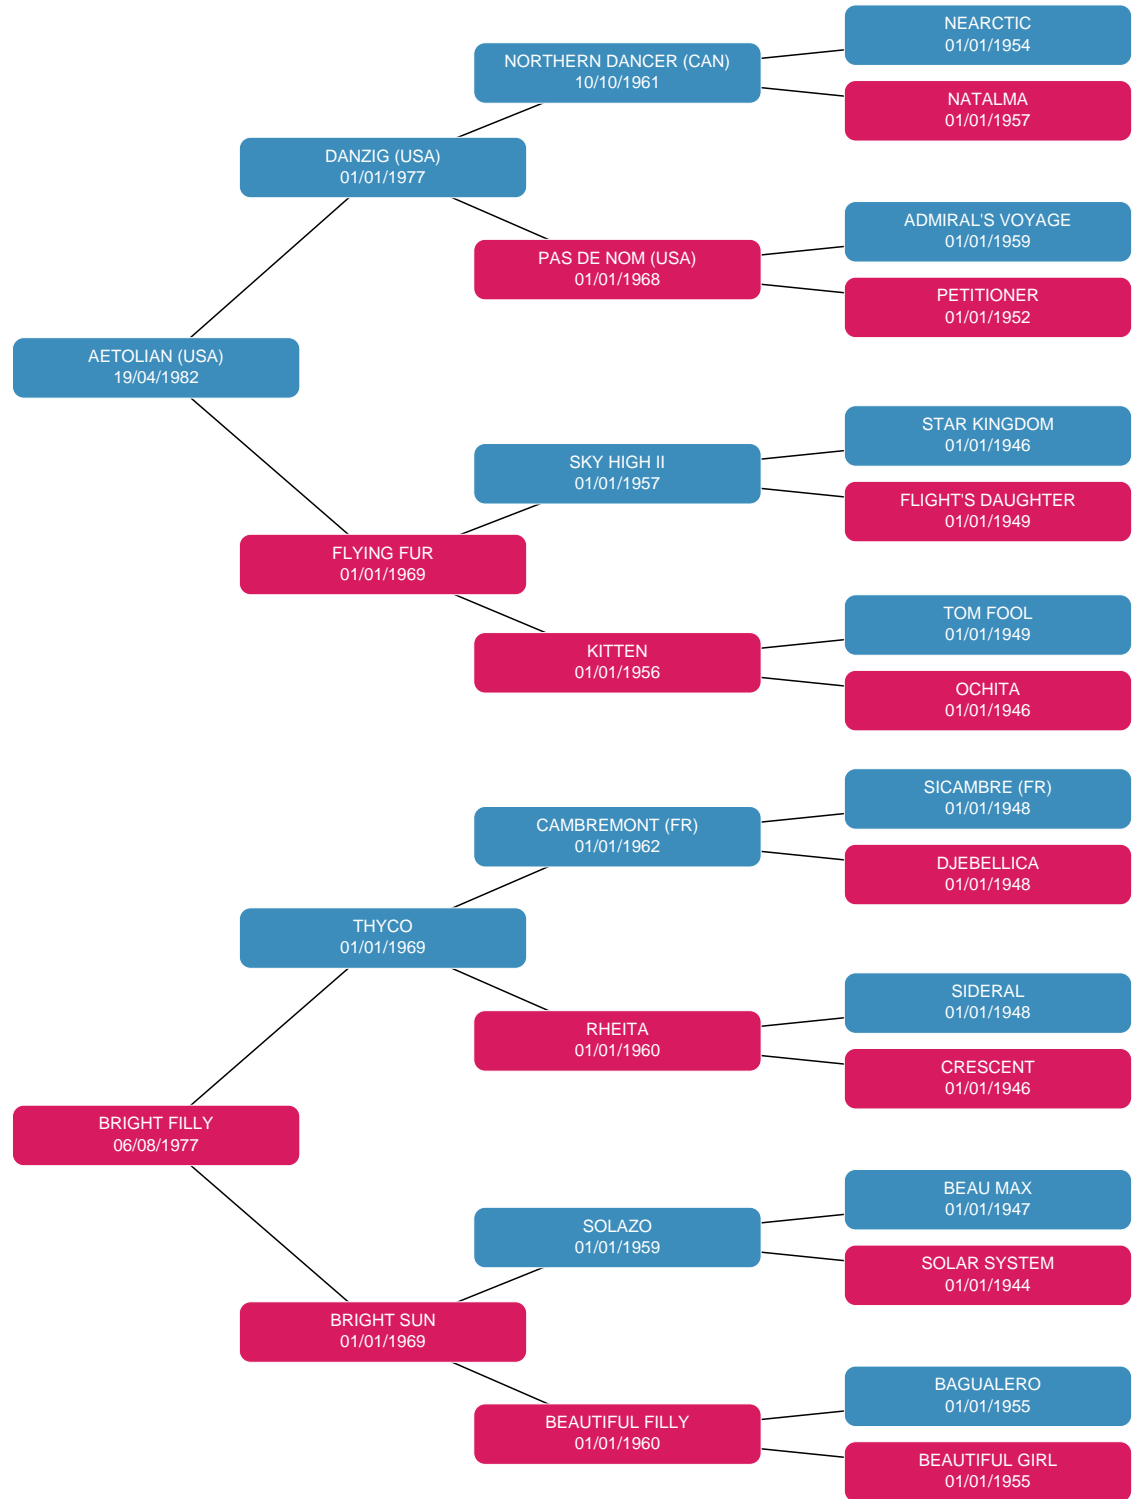 NEARCTIC
01/01/1954
NORTHERN DANCER (CAN)
10/10/1961
NATALMA
01/01/1957
DANZIG (USA)
01/01/1977
ADMIRAL'S VOYAGE
01/01/1959
PAS DE NOM (USA)
01/01/1968
PETITIONER
01/01/1952
AETOLIAN (USA)
19/04/1982
STAR KINGDOM
01/01/1946
SKY HIGH II
01/01/1957
FLIGHT'S DAUGHTER
01/01/1949
FLYING FUR
01/01/1969
TOM FOOL
01/01/1949
KITTEN
01/01/1956
OCHITA
01/01/1946
SICAMBRE (FR)
01/01/1948
CAMBREMONT (FR)
01/01/1962
DJEBELLICA
01/01/1948
THYCO
01/01/1969
SIDERAL
01/01/1948
RHEITA
01/01/1960
CRESCENT
01/01/1946
BRIGHT FILLY
06/08/1977
BEAU MAX
01/01/1947
SOLAZO
01/01/1959
SOLAR SYSTEM
01/01/1944
BRIGHT SUN
01/01/1969
BAGUALERO
01/01/1955
BEAUTIFUL FILLY
01/01/1960
BEAUTIFUL GIRL
01/01/1955